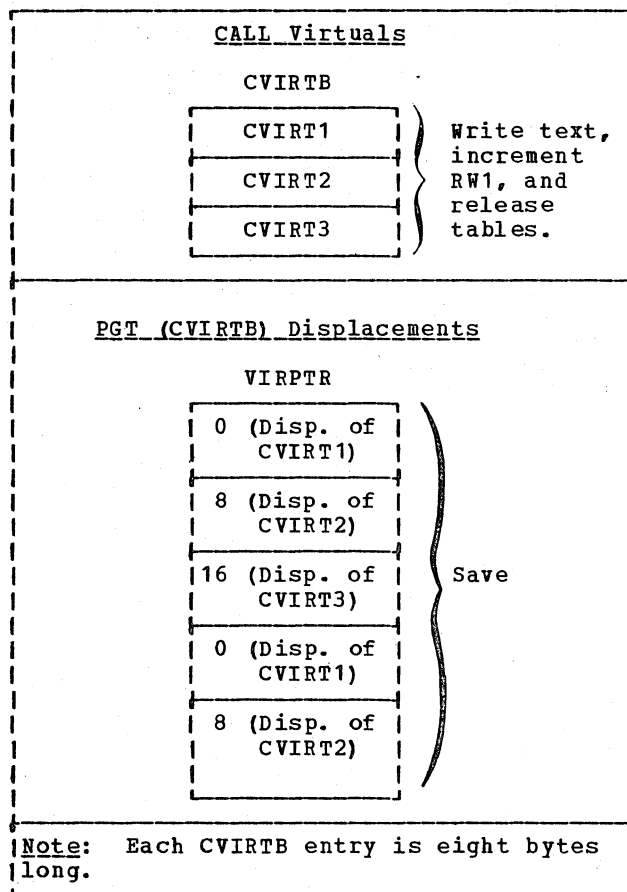 CALL Virtuals
CVIRTB
CVIRT1
CVIRT2
CVIRT3
Write text,
increment
RW1, and
release
tables.
PGT (CVIRTB) Displacements
VIRPTR
0 (Disp. of
CVIRT1)
8 (Disp. of
CVIRT2)
16 (Disp. of
CVIRT3)
0 (Disp. of
CVIRT1)
8 (Disp. of
CVIRT2)
Save
Note: Each CVIRTB entry is eight bytes
long.